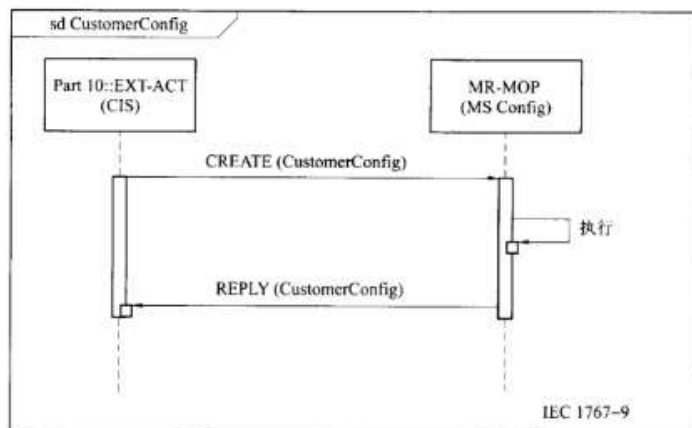 sd CustomerConfig
Part 10::EXT-ACT
(CIS)
MR-MOP
(MS Config)
CREATE (CustomerConfig)
执行
REPLY (CustomerConfig)
IEC 1767-9